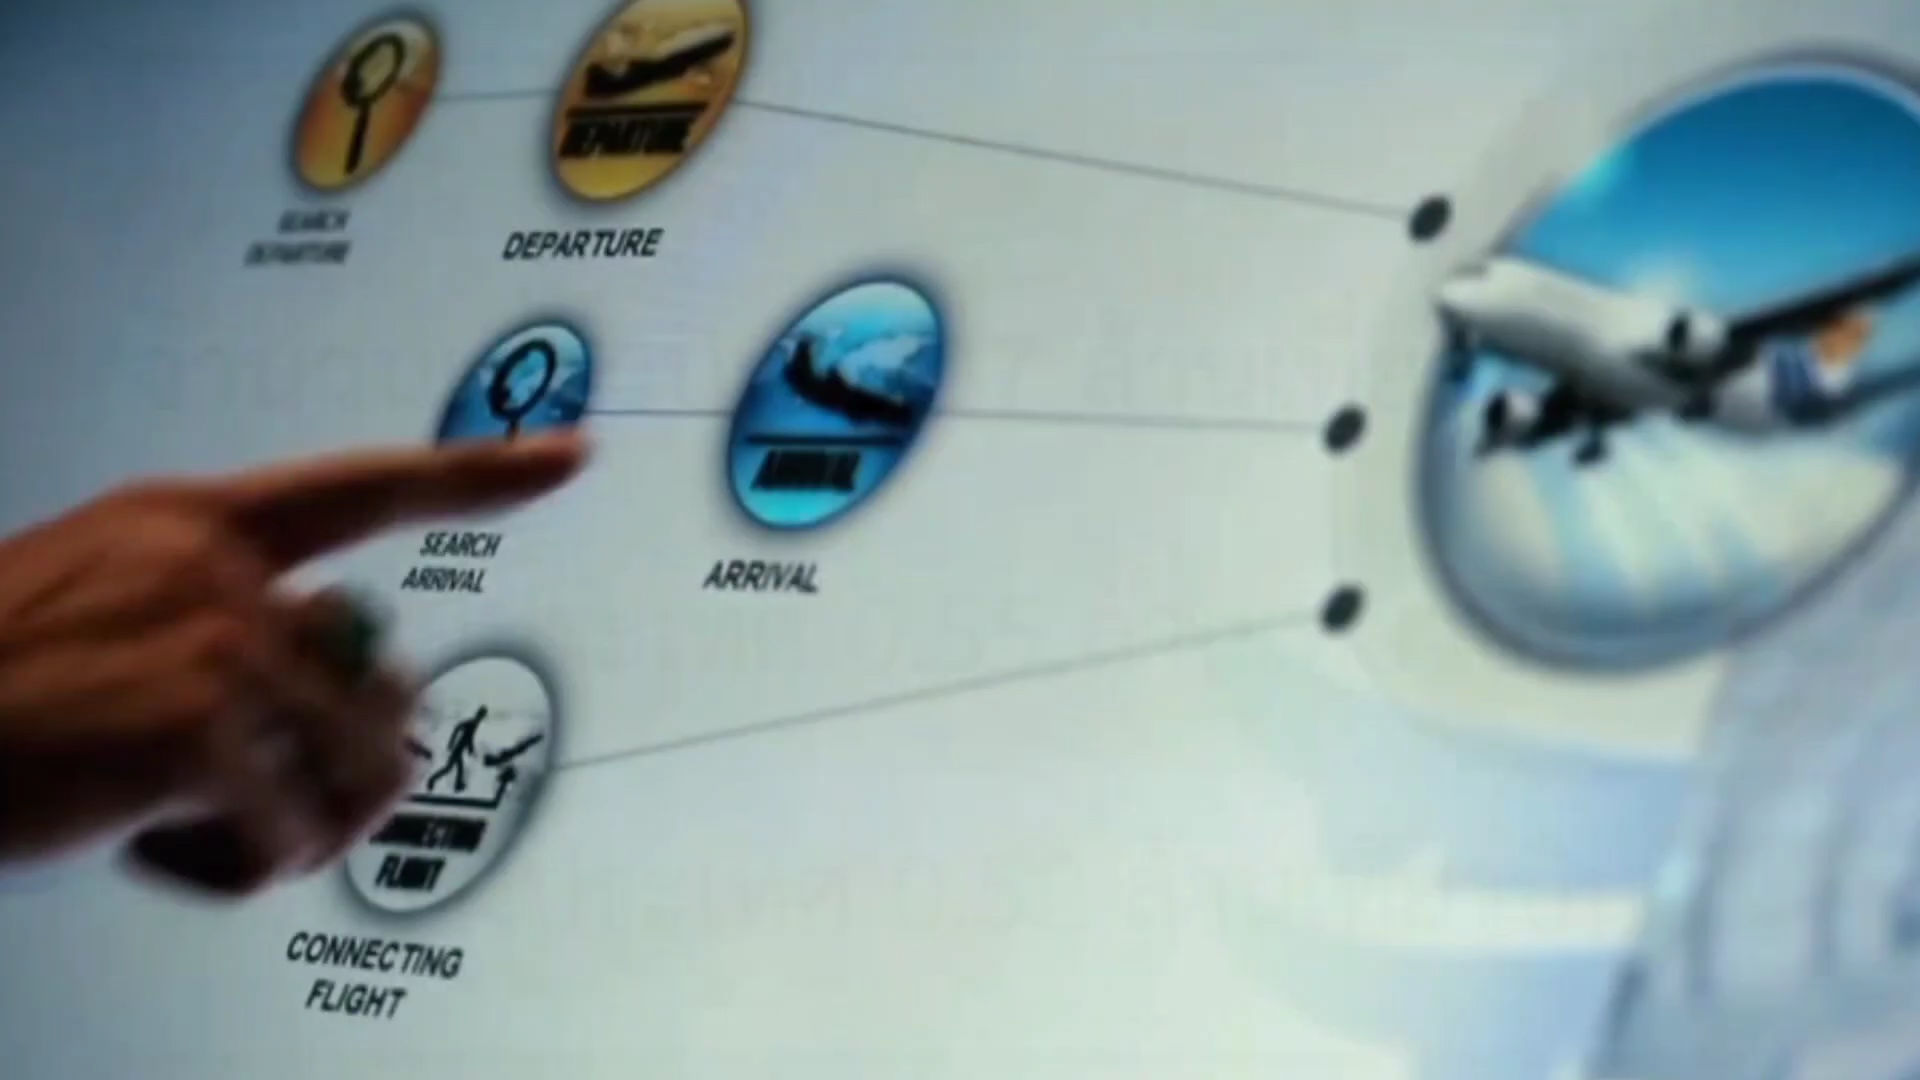 DEPARTURE
SEARCH
DEPARTURE
DEPARTURE
ARRIVAL
SEARCH
ARRIVAL
ARRIVAL
CONNECTING
FLIGHT
CONNECTING
FLIGHT